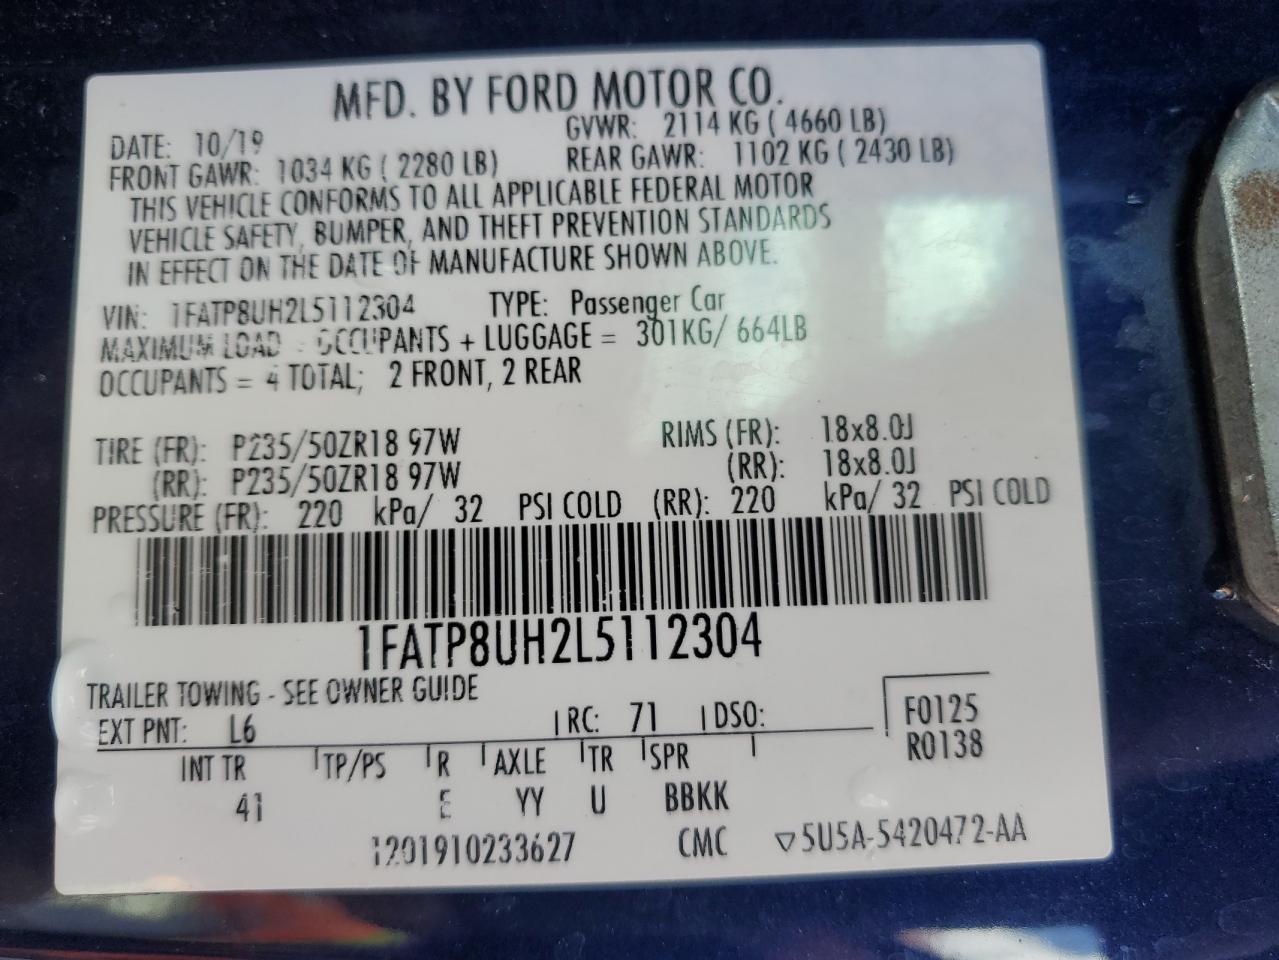 MFD. BY FORD MOTOR CO.
DATE: 10/19 GVWR: 2114 KG ( 4660 LB)
FRONT GAWR: 1034 KG ( 2280 LB) REAR GAWR: 1102 KG ( 2430 LB)
THIS VEHICLE CONFORMS TO ALL APPLICABLE FEDERAL MOTOR
VEHICLE SAFETY, BUMPER, AND THEFT PREVENTION STANDARDS
IN EFFECT ON THE DATE OF MANUFACTURE SHOWN ABOVE.
VIN: 1FATP8UH2L5112304 TYPE: Passenger Car
MAXIMUM LOAD = OCCUPANTS + LUGGAGE = 301KG/ 664LB
OCCUPANTS = 4 TOTAL; 2 FRONT, 2 REAR
TIRE (FR): P235/50ZR18 97W RIMS (FR): 18x8.0J
(RR): P235/50ZR18 97W (RR): 18x8.0J
PRESSURE (FR): 220 kPa/ 32 PSI COLD (RR): 220 kPa/ 32 PSI COLD
1FATP8UH2L5112304
TRAILER TOWING - SEE OWNER GUIDE
EXT PNT: L6 RC: 71 DSO: F0125
R0138
INT TR TP/PS R AXLE TR SPR
41 E YY U BBKK
1201910233627 CMC ▽5U5A-5420472-AA